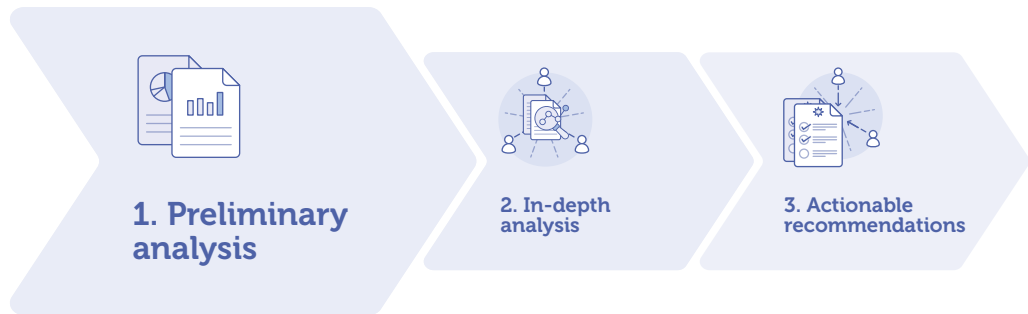 1. Preliminary
analysis
2. In-depth
analysis
3. Actionable
recommendations